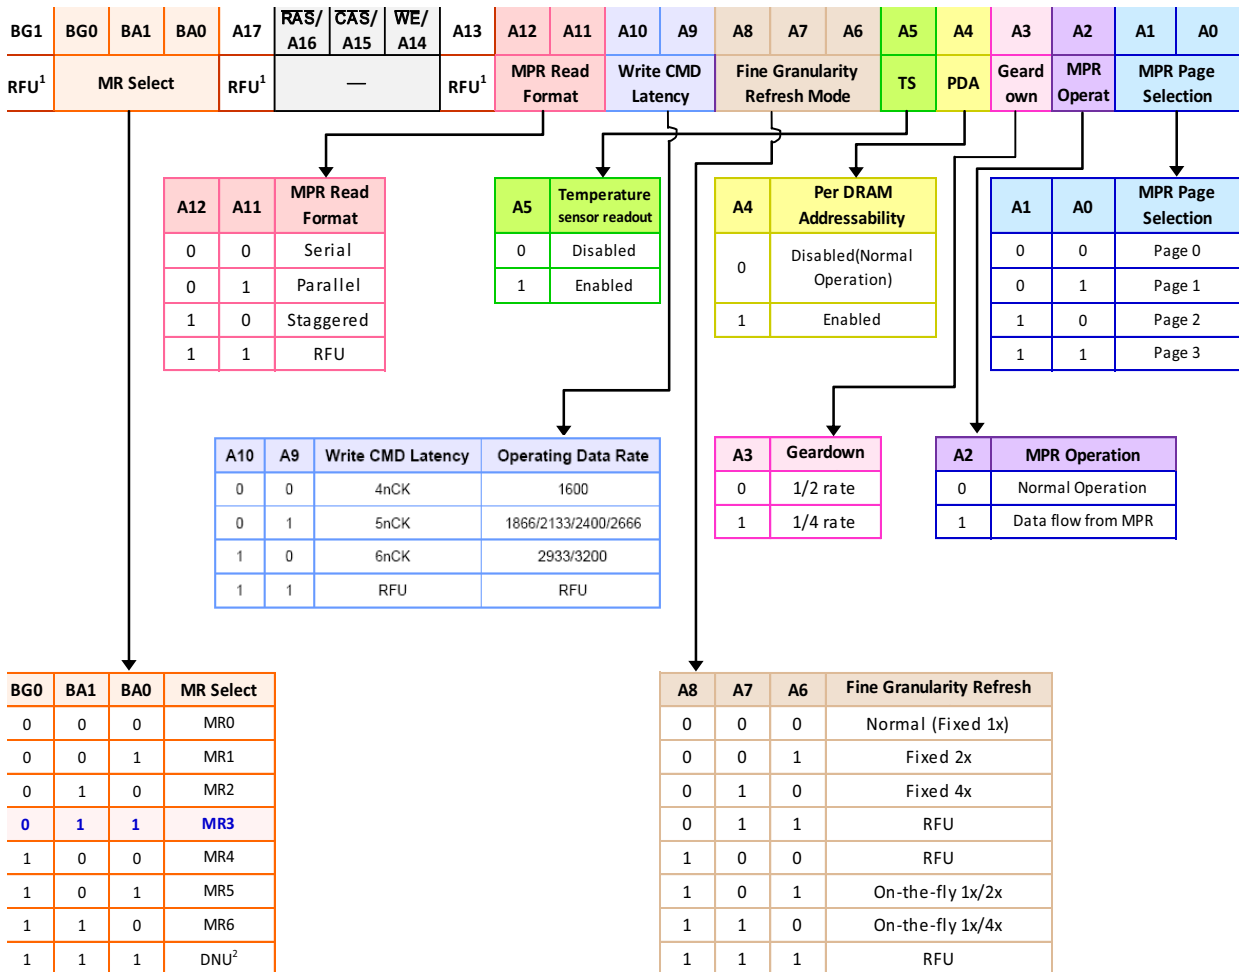 BG1 BG0 BA1 BA0 A17 RAS/ A16 CAS/ A15 WE/ A14 A13 A12 A11 A10 A9 A8 A7 A6 A5 A4 A3 A2 A1 A0
RFU1 MR Select RFU1 — RFU1 MPR Read Format Write CMD Latency Fine Granularity Refresh Mode TS PDA Geard own MPR Operat MPR Page Selection
A12 A11 MPR Read Format
0 0 Serial
0 1 Parallel
1 0 Staggered
1 1 RFU
A5 Temperature sensor readout
0 Disabled
1 Enabled
A4 Per DRAM Addressability
0 Disabled(Normal Operation)
1 Enabled
A1 A0 MPR Page Selection
0 0 Page 0
0 1 Page 1
1 0 Page 2
1 1 Page 3
A10 A9 Write CMD Latency Operating Data Rate
0 0 4nCK 1600
0 1 5nCK 1866/2133/2400/2666
1 0 6nCK 2933/3200
1 1 RFU RFU
A3 Geardown
0 1/2 rate
1 1/4 rate
A2 MPR Operation
0 Normal Operation
1 Data flow from MPR
BG0 BA1 BA0 MR Select
0 0 0 MR0
0 0 1 MR1
0 1 0 MR2
0 1 1 MR3
1 0 0 MR4
1 0 1 MR5
1 1 0 MR6
1 1 1 DNU2
A8 A7 A6 Fine Granularity Refresh
0 0 0 Normal (Fixed 1x)
0 0 1 Fixed 2x
0 1 0 Fixed 4x
0 1 1 RFU
1 0 0 RFU
1 0 1 On-the-fly 1x/2x
1 1 0 On-the-fly 1x/4x
1 1 1 RFU